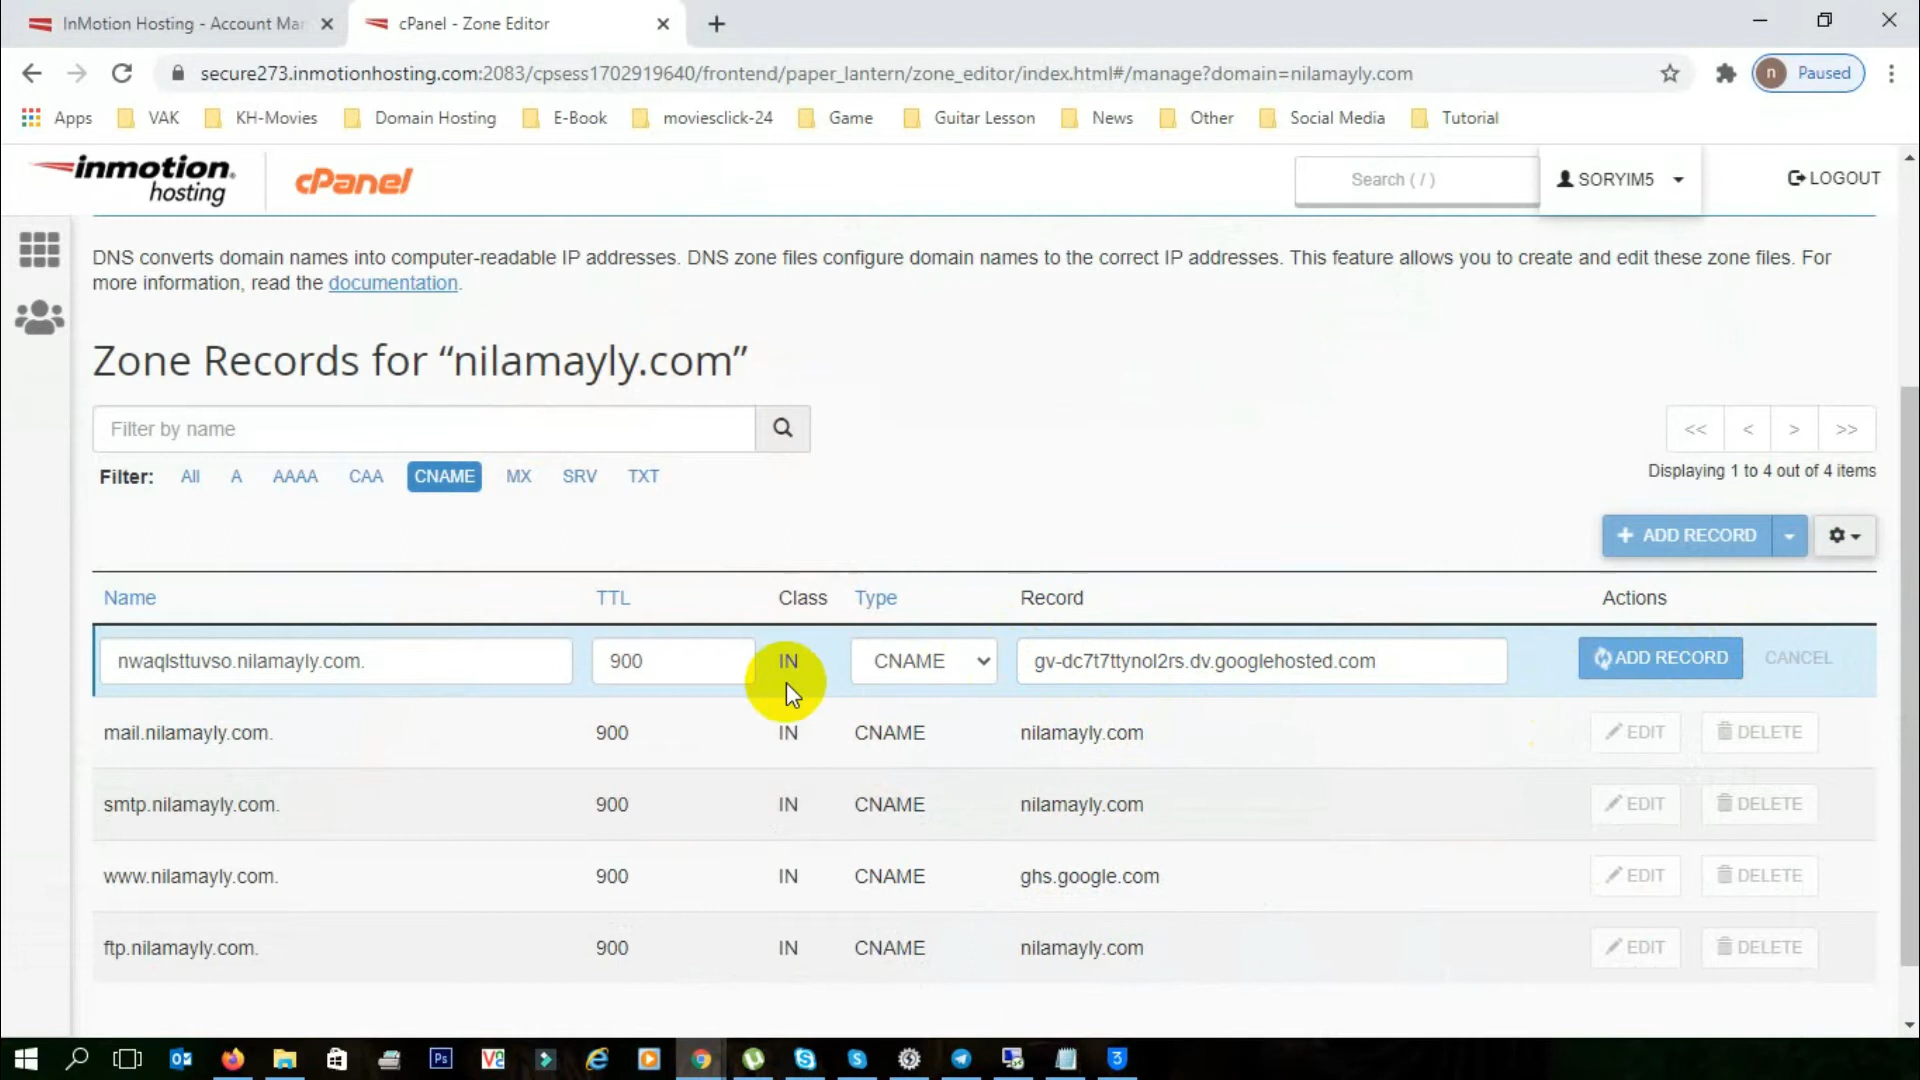 InMotion Hosting - Account Mar
cPanel - Zone Editor
secure273.inmotionhosting.com:2083/cpsess1702919640/frontend/paper_lantern/zone_editor/index.html#/manage?domain=nilamayly.com
n Paused
Apps VAK KH-Movies Domain Hosting E-Book moviesclick-24 Game Guitar Lesson News Other Social Media Tutorial
inmotion hosting
cPanel
Search ( / )
SORYIM5
LOGOUT
DNS converts domain names into computer-readable IP addresses. DNS zone files configure domain names to the correct IP addresses. This feature allows you to create and edit these zone files. For
more information, read the documentation.
Zone Records for “nilamayly.com”
Filter by name
<< < > >>
Filter: All A AAAA CAA CNAME MX SRV TXT
Displaying 1 to 4 out of 4 items
+ ADD RECORD
Name TTL Class Type Record Actions
nwaqlsttuvso.nilamayly.com. 900 IN CNAME gv-dc7t7ttynol2rs.dv.googlehosted.com ADD RECORD CANCEL
mail.nilamayly.com. 900 IN CNAME nilamayly.com EDIT DELETE
smtp.nilamayly.com. 900 IN CNAME nilamayly.com EDIT DELETE
www.nilamayly.com. 900 IN CNAME ghs.google.com EDIT DELETE
ftp.nilamayly.com. 900 IN CNAME nilamayly.com EDIT DELETE